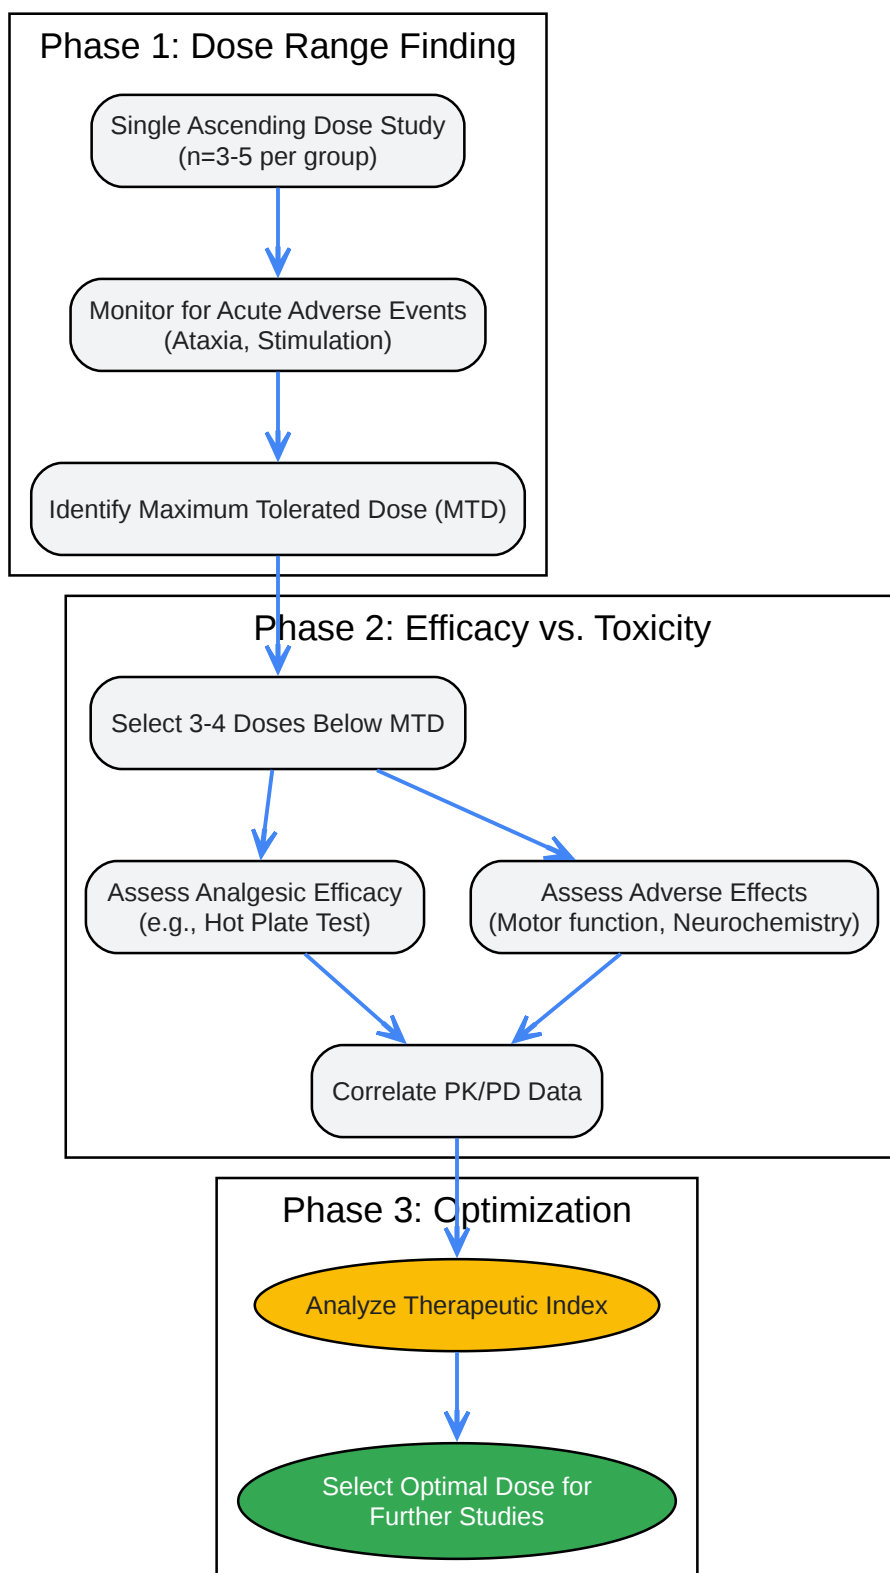 Phase 1: Dose Range Finding
Single Ascending Dose Study
(n=3-5 per group)
Monitor for Acute Adverse Events
(Ataxia, Stimulation)
Identify Maximum Tolerated Dose (MTD)
Phase 2: Efficacy vs. Toxicity
Select 3-4 Doses Below MTD
Assess Analgesic Efficacy
(e.g., Hot Plate Test)
Assess Adverse Effects
(Motor function, Neurochemistry)
Correlate PK/PD Data
Phase 3: Optimization
Analyze Therapeutic Index
Select Optimal Dose for
Further Studies